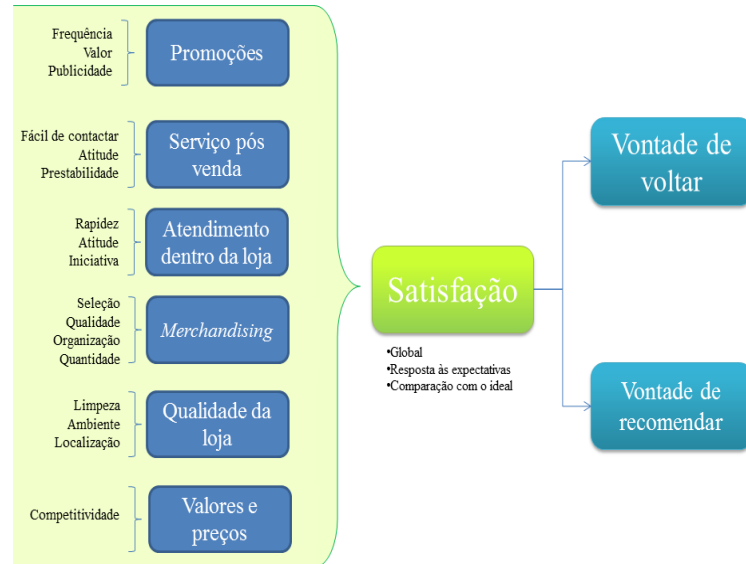 Frequência
Valor
Publicidade
Promoções
Fácil de contactar
Atitude
Prestabilidade
Serviço pós
venda
Rapidez
Atitude
Iniciativa
Atendimento
dentro da loja
Seleção
Qualidade
Organização
Quantidade
Merchandising
Limpeza
Ambiente
Localização
Qualidade da
loja
Competitividade
Valores e
preços
Satisfação
•Global
•Resposta às expectativas
•Comparação com o ideal
Vontade de
voltar
Vontade de
recomendar